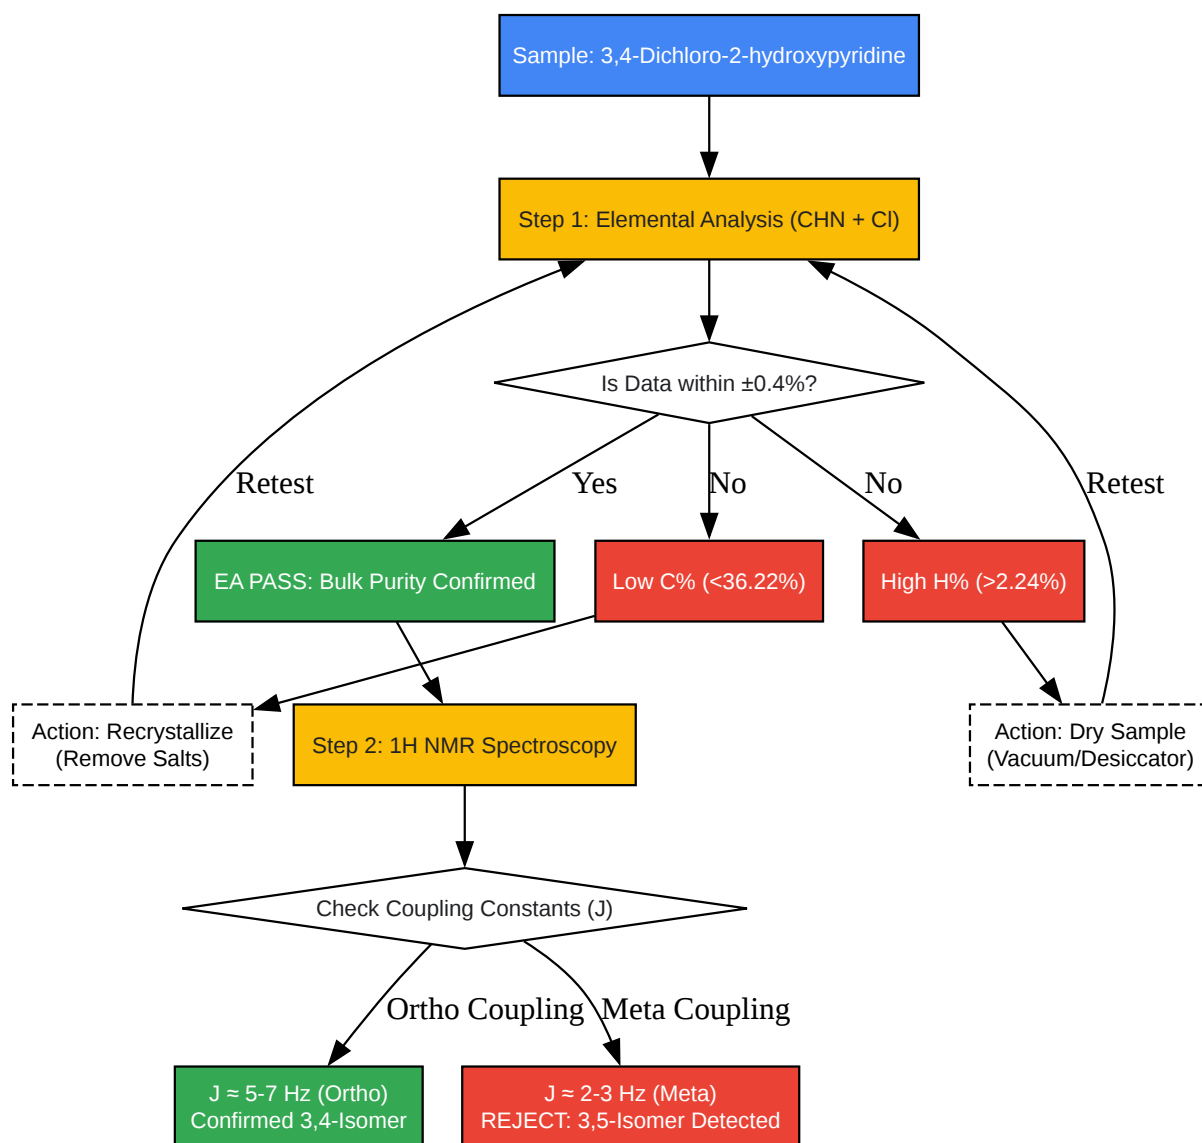 Sample: 3,4-Dichloro-2-hydroxypyridine
Step 1: Elemental Analysis (CHN + Cl)
Is Data within ±0.4%?
Retest
Yes
No
No
Retest
EA PASS: Bulk Purity Confirmed
Low C% (<36.22%)
High H% (>2.24%)
Action: Recrystallize
(Remove Salts)
Step 2: 1H NMR Spectroscopy
Action: Dry Sample
(Vacuum/Desiccator)
Check Coupling Constants (J)
Ortho Coupling
Meta Coupling
J ≈ 5-7 Hz (Ortho)
Confirmed 3,4-Isomer
J ≈ 2-3 Hz (Meta)
REJECT: 3,5-Isomer Detected